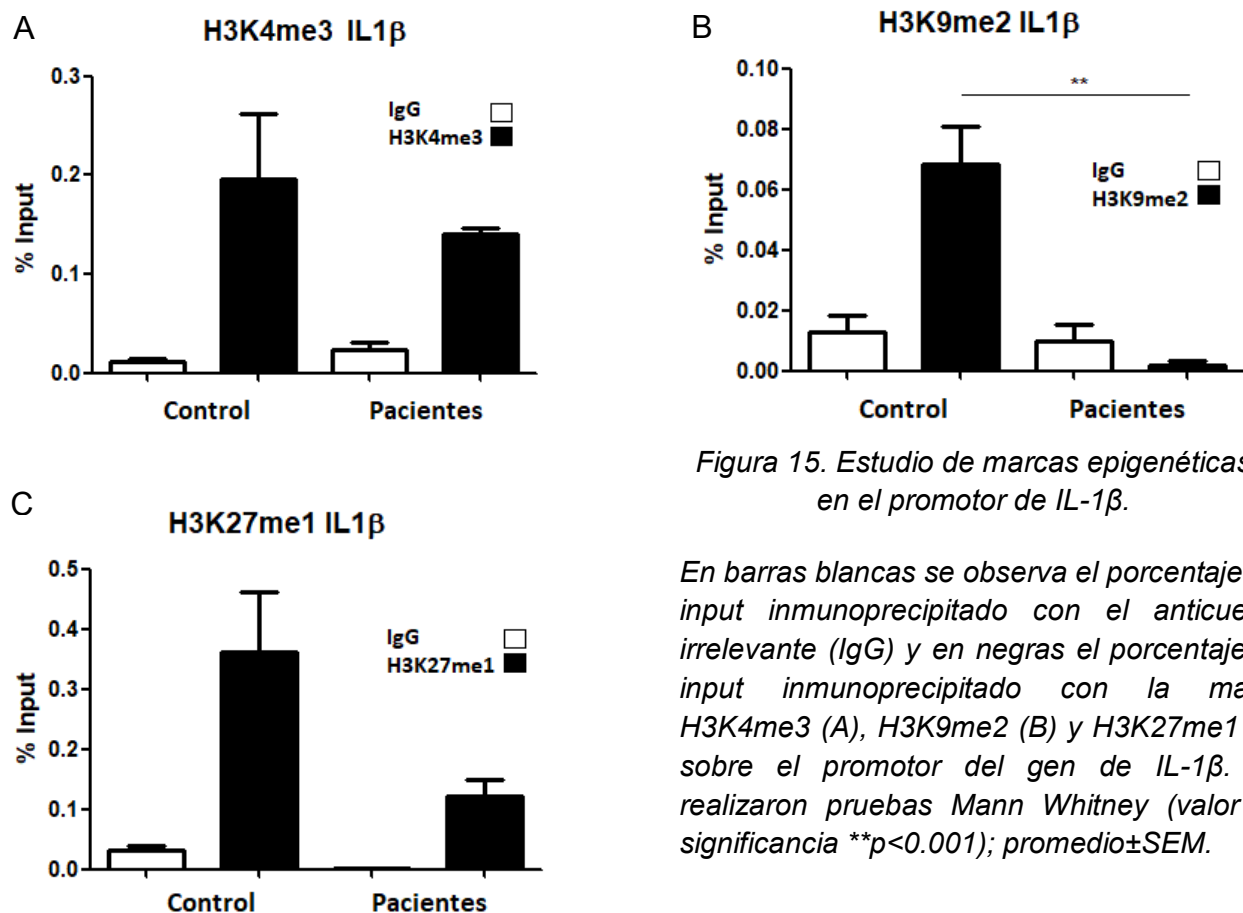 A
H3K4me3 IL1β
0.3
0.2
0.1
0.0
% Input
IgG
H3K4me3
Control Pacientes
B
H3K9me2 IL1β
0.10
0.08
0.06
0.04
0.02
0.00
% Input
**
IgG
H3K9me2
Control Pacientes
Figura 15. Estudio de marcas epigenéticas
en el promotor de IL-1β.
En barras blancas se observa el porcentaje
input inmunoprecipitado con el anticue
irrelevante (IgG) y en negras el porcentaje
input inmunoprecipitado con la ma
H3K4me3 (A), H3K9me2 (B) y H3K27me1
sobre el promotor del gen de IL-1β.
realizaron pruebas Mann Whitney (valor
significancia **p<0.001); promedio±SEM.
C
H3K27me1 IL1β
0.5
0.4
0.3
0.2
0.1
0.0
% Input
IgG
H3K27me1
Control Pacientes